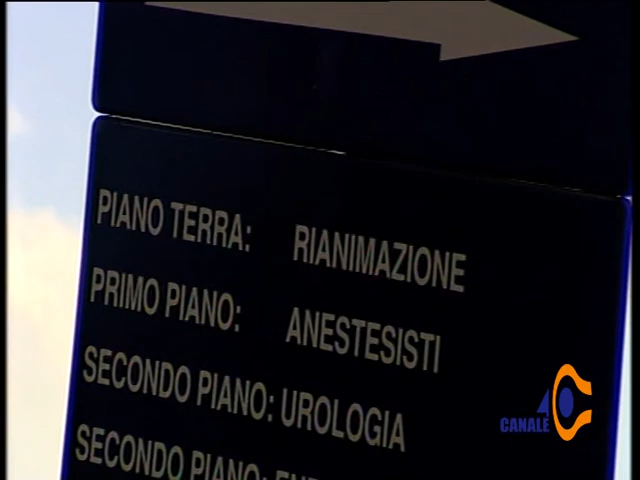 PIANO TERRA: RIANIMAZIONE
PRIMO PIANO: ANESTESISTI
SECONDO PIANO: UROLOGIA
SECONDO PIANO:
CANALE